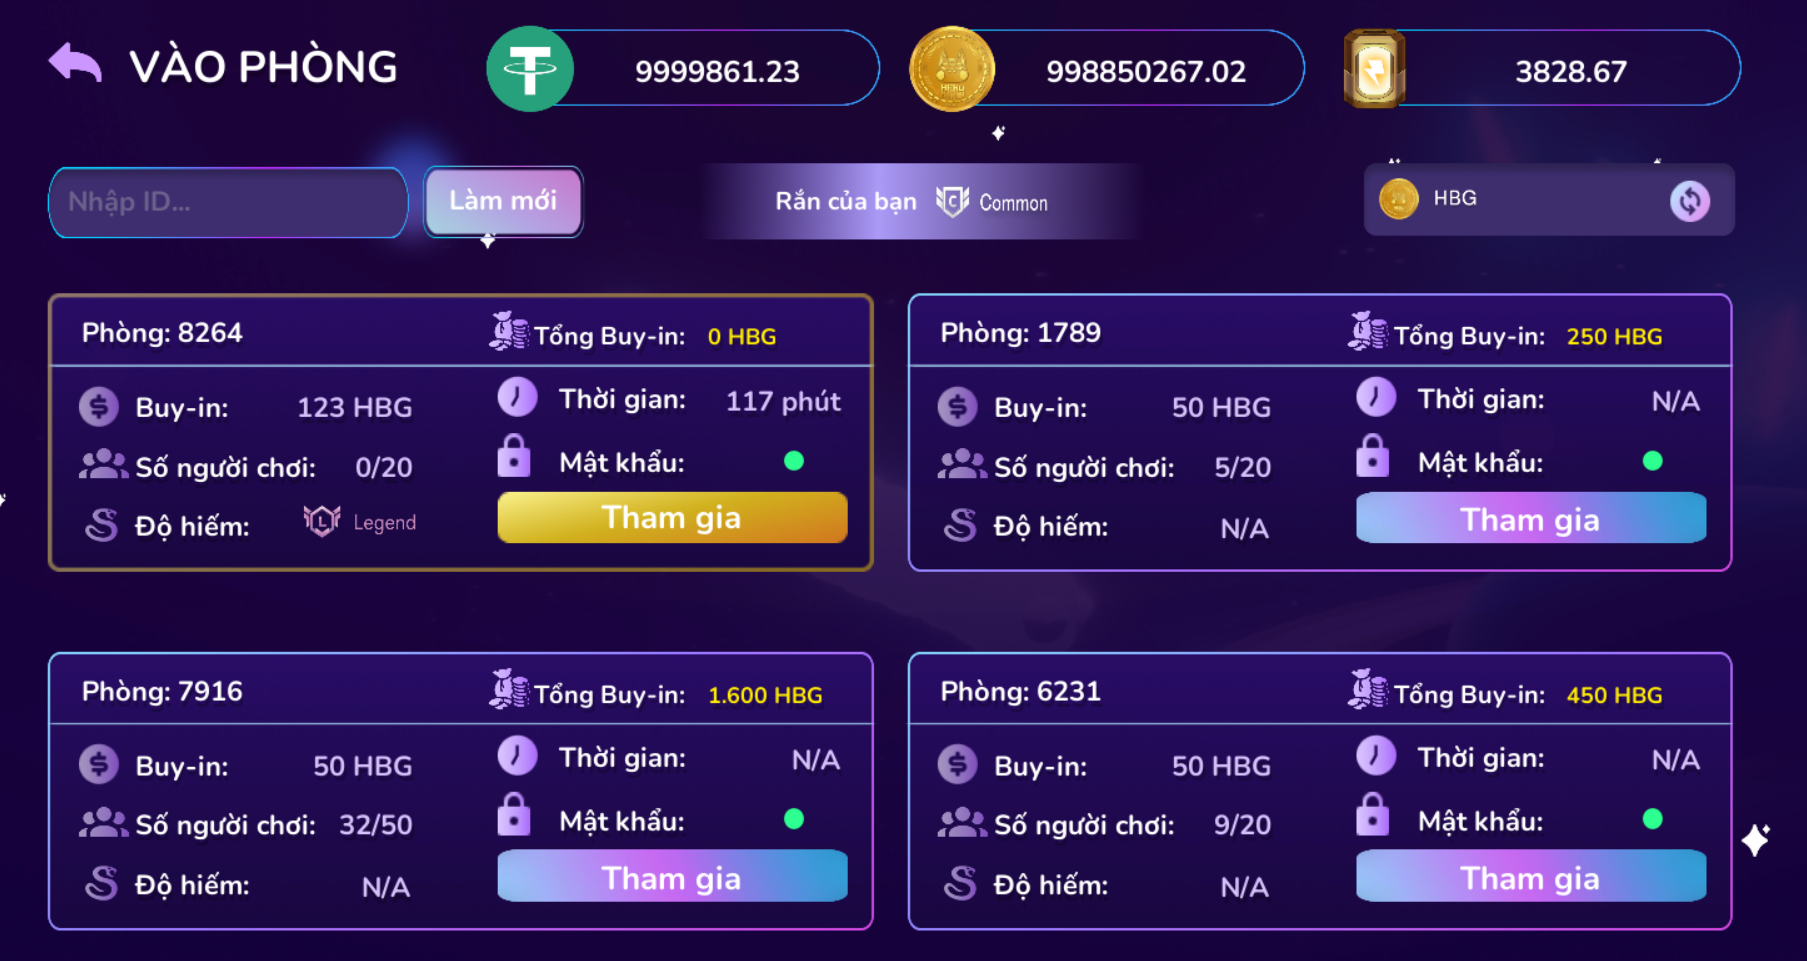 VÀO PHÒNG
9999861.23
998850267.02
3828.67
Nhập ID...
Làm mới
Rắn của bạn
C
Common
HBG
Phòng: 8264
Tổng Buy-in: 0 HBG
Buy-in: 123 HBG
Thời gian: 117 phút
Số người chơi: 0/20
Mật khẩu:
Độ hiếm: L Legend
Tham gia
Phòng: 1789
Tổng Buy-in: 250 HBG
Buy-in: 50 HBG
Thời gian: N/A
Số người chơi: 5/20
Mật khẩu:
Độ hiếm: N/A
Tham gia
Phòng: 7916
Tổng Buy-in: 1.600 HBG
Buy-in: 50 HBG
Thời gian: N/A
Số người chơi: 32/50
Mật khẩu:
Độ hiếm: N/A
Tham gia
Phòng: 6231
Tổng Buy-in: 450 HBG
Buy-in: 50 HBG
Thời gian: N/A
Số người chơi: 9/20
Mật khẩu:
Độ hiếm: N/A
Tham gia